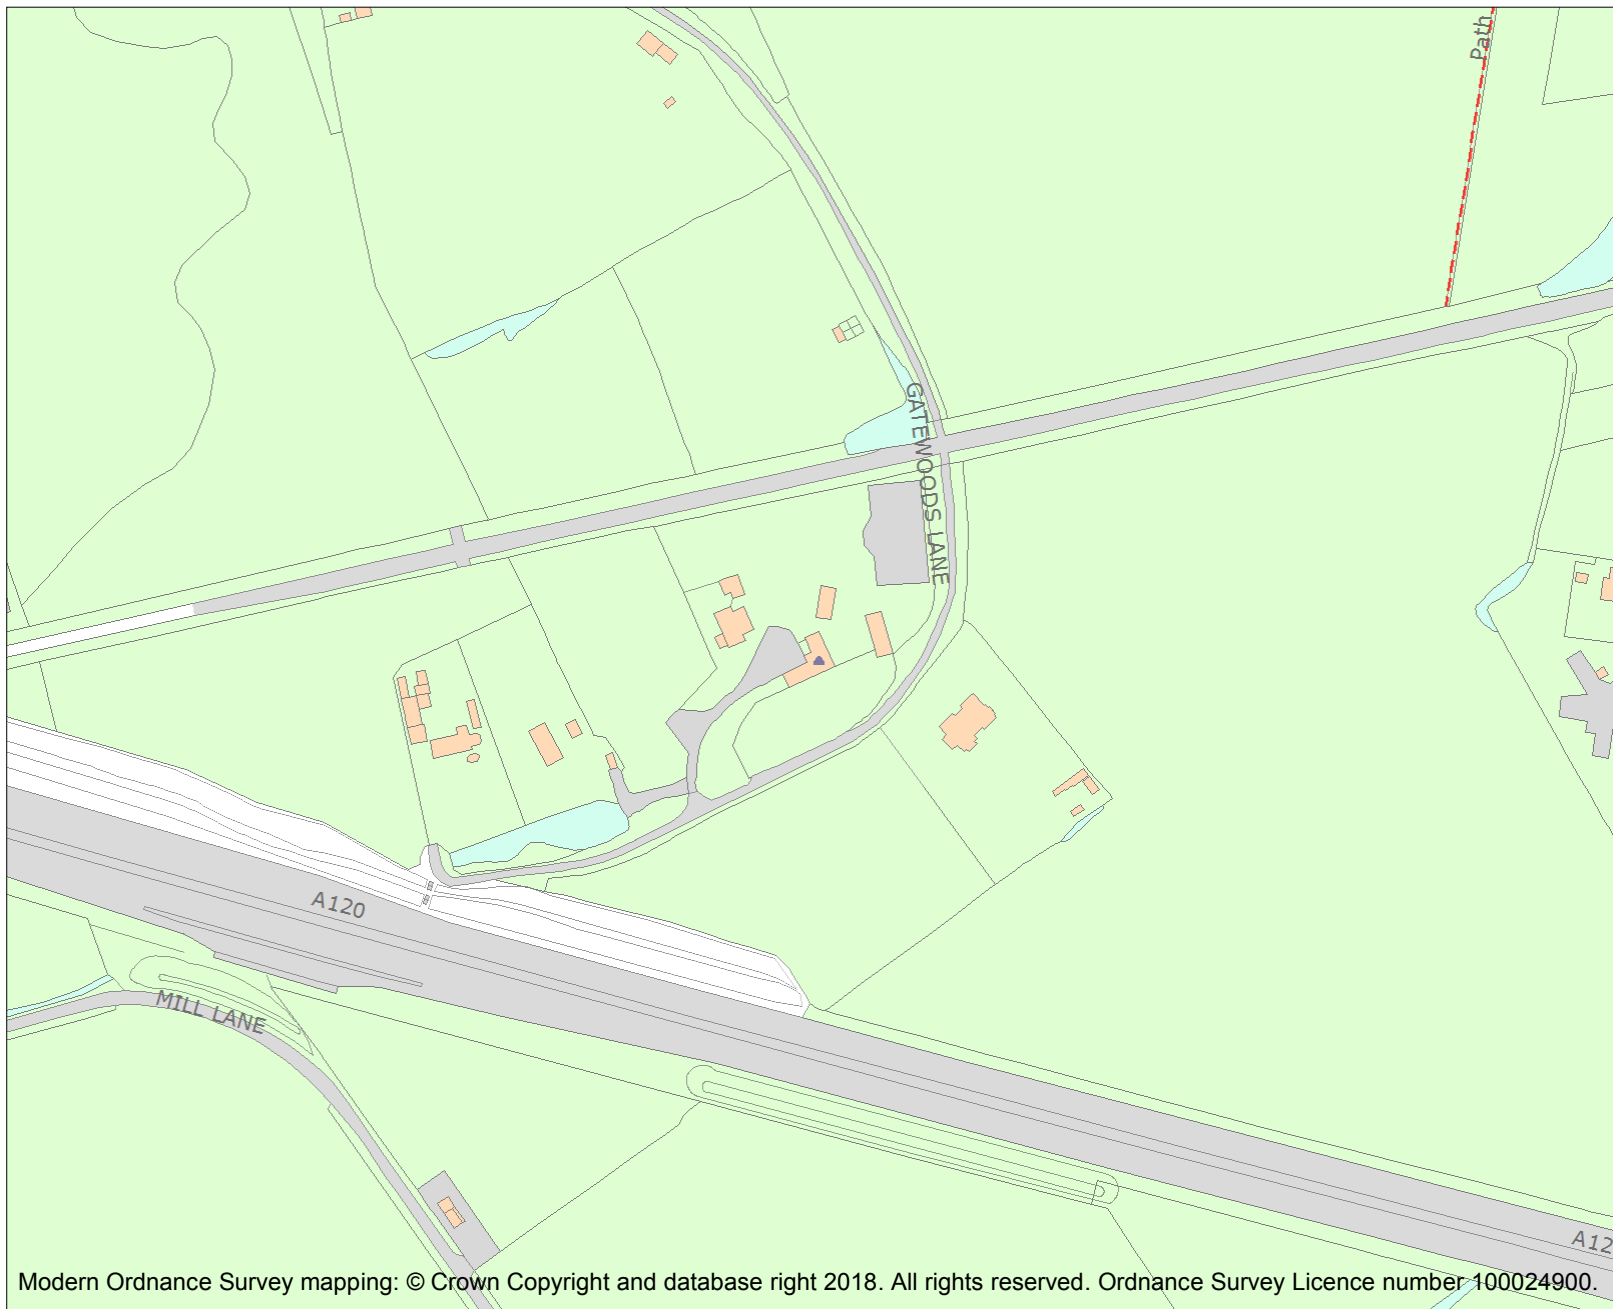 Path
GATEWOODS LANE
A120
MILL LANE
A12
Modern Ordnance Survey mapping: © Crown Copyright and database right 2018. All rights reserved. Ordnance Survey Licence number 100024900.